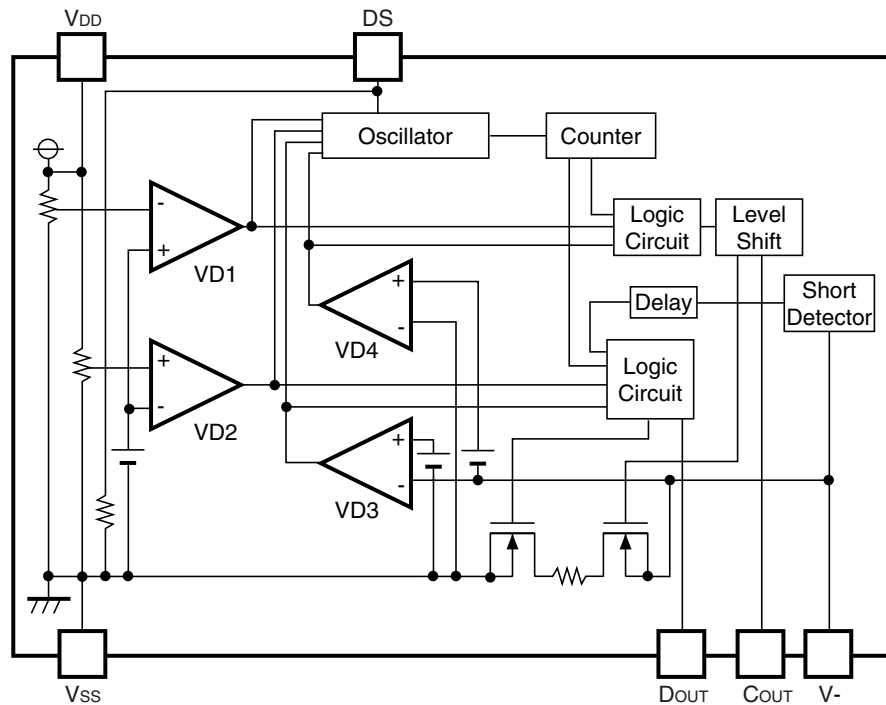 VDD
DS
Oscillator
Counter
-
+
VD1
Logic
Circuit
Level
Shift
+
-
VD4
Delay
Short
Detector
+
-
VD2
Logic
Circuit
+
-
VD3
VSS
DOUT
COUT
V-